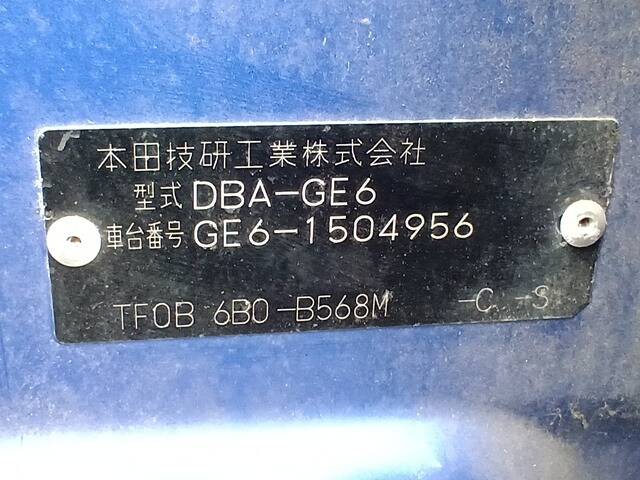 本田技研工業株式会社
型式 DBA-GE6
車台番号 GE6-1504956
TF0B 6B0-B568M -C -S